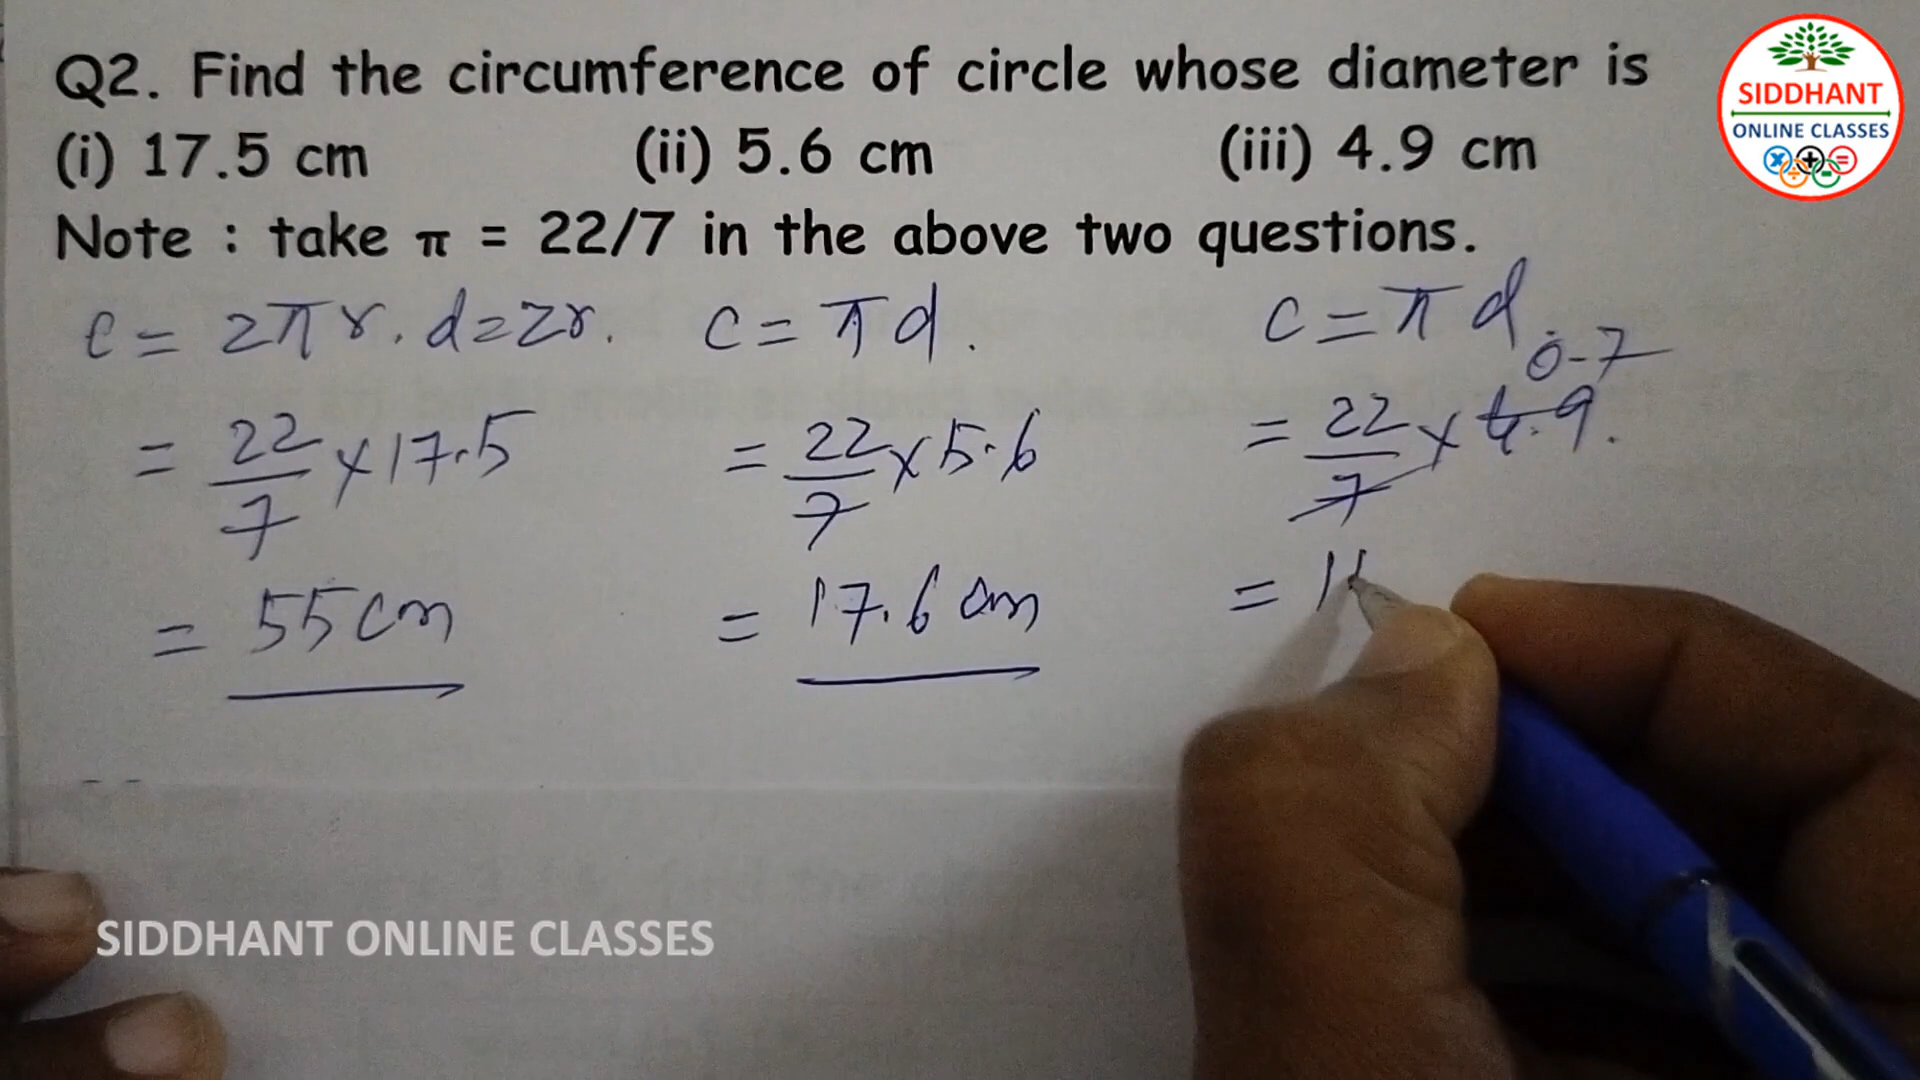 Q2. Find the circumference of circle whose diameter is
(i) 17.5 cm (ii) 5.6 cm (iii) 4.9 cm
Note : take π = 22/7 in the above two questions.
SIDDHANT
ONLINE CLASSES
C = 2πr. d=2r.
= 22/7 × 17.5
= 55 cm
C = πd.
= 22/7 × 5.6
= 17.6 cm
C = πd
0.7
= 22/7 × 4.9.
= 1
SIDDHANT ONLINE CLASSES